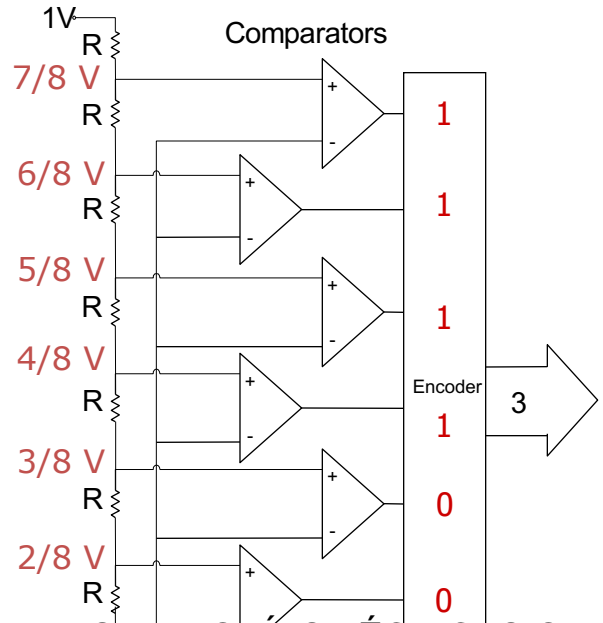 1V
Comparators
R
7/8 V
+
1
R
-
6/8 V
+
1
R
-
5/8 V
+
R
1
-
4/8 V
+
Encoder
3
R
1
-
3/8 V
+
R
0
-
2/8 V
+
R
0